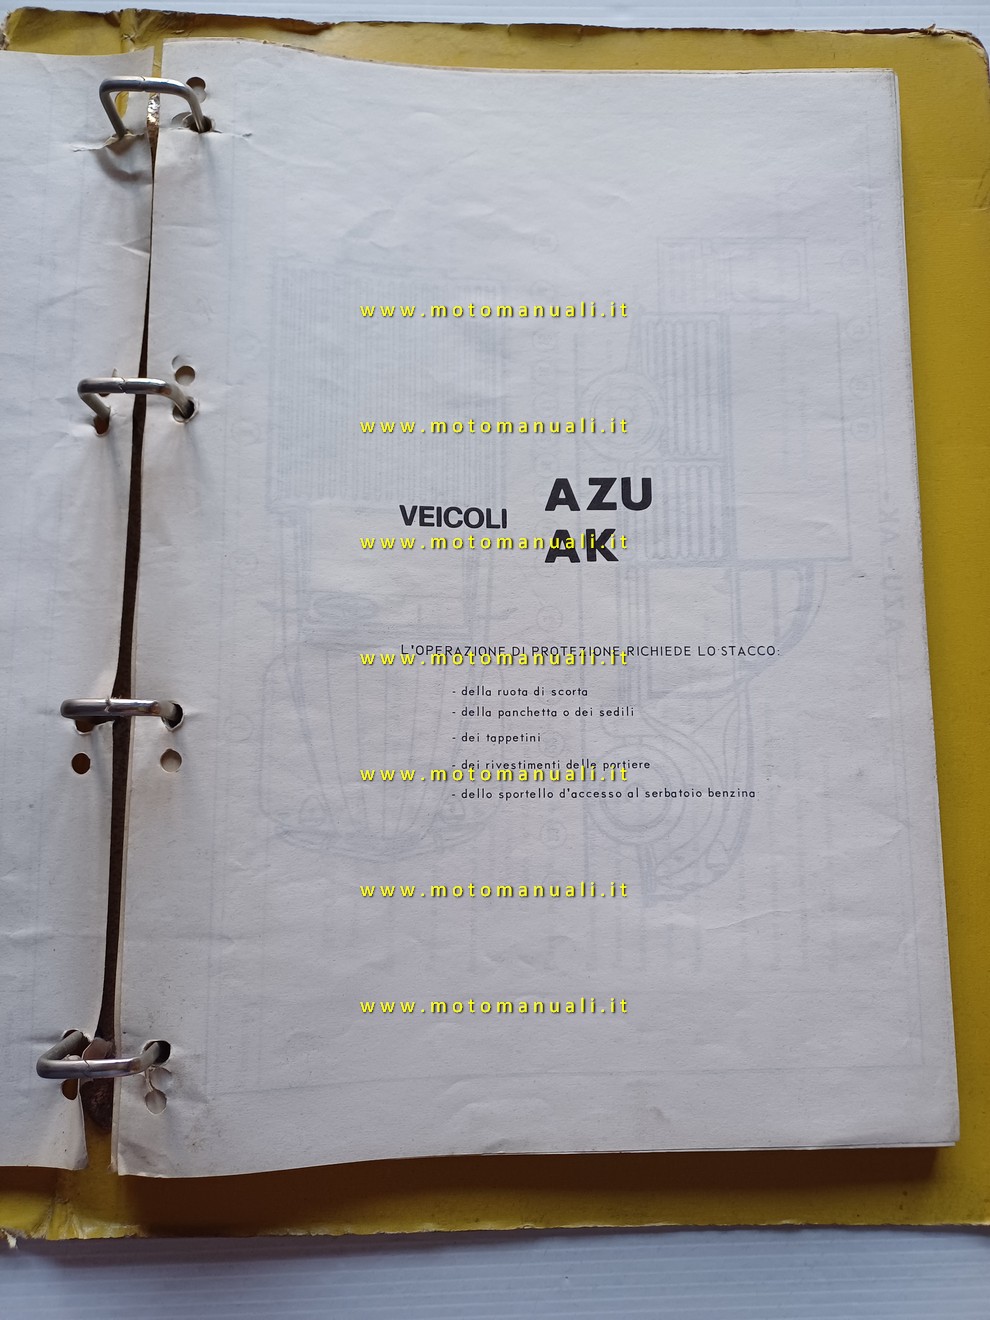 www.motomanuali.it
www.motomanuali.it
VEICOLI AZU
AK
www.motomanuali.it
L'OPERAZIONE DI PROTEZIONE RICHIEDE LO STACCO:
www.motomanuali.it
- della ruota di scorta
- della panchetta o dei sedili
- dei tappetini
- dei rivestimenti delle portiere
www.motomanuali.it
- dello sportello d'accesso al serbatoio benzina
www.motomanuali.it
www.motomanuali.it